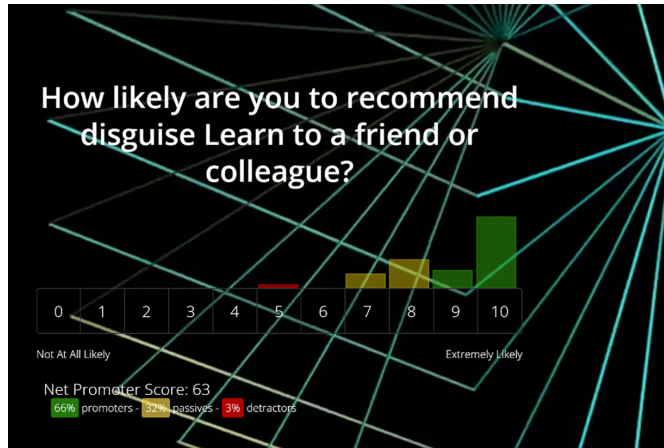 How likely are you to recommend
disguise Learn to a friend or
colleague?
0 1 2 3 4 5 6 7 8 9 10
Not At All Likely Extremely Likely
Net Promoter Score: 63
66% promoters - 32% passives - 3% detractors